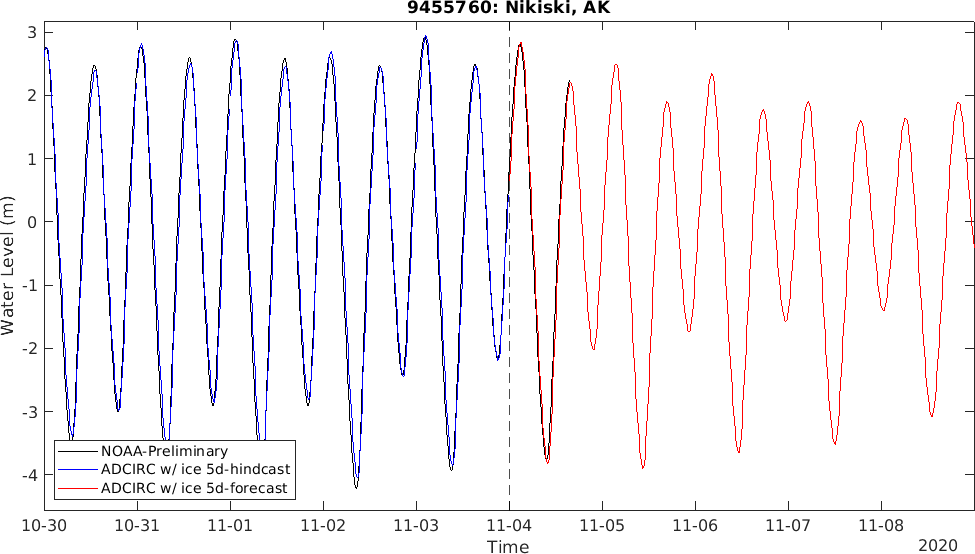 9455760: Nikiski, AK
3
2
1
0
-1
-2
-3
-4
Water Level (m)
NOAA-Preliminary
ADCIRC w/ ice 5d-hindcast
ADCIRC w/ ice 5d-forecast
10-30 10-31 11-01 11-02 11-03 11-04 11-05 11-06 11-07 11-08
Time
2020